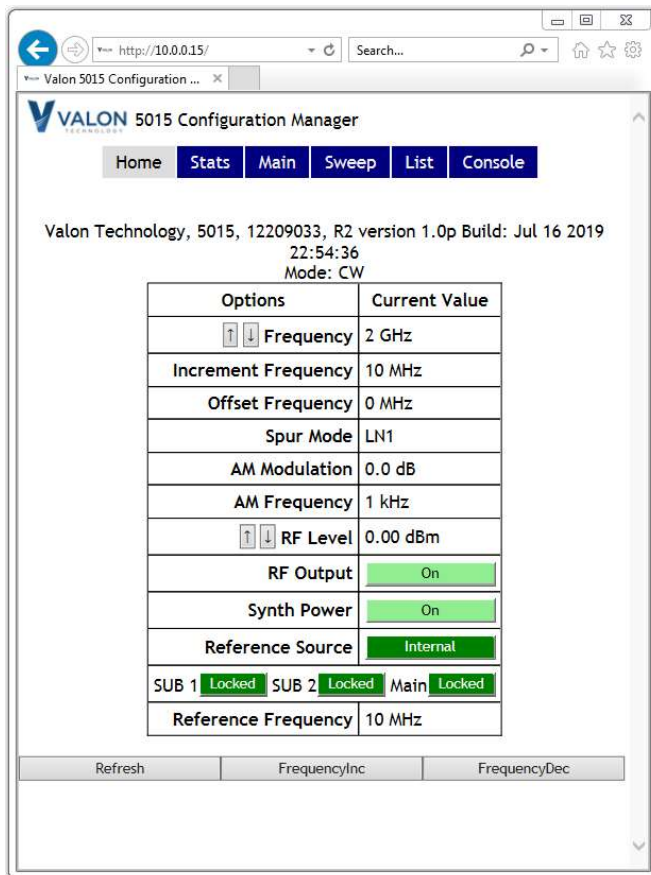 http://10.0.0.15/ Search...
Valon 5015 Configuration ...
VALON 5015 Configuration Manager
TECHNOLOGY
Home Stats Main Sweep List Console
Valon Technology, 5015, 12209033, R2 version 1.0p Build: Jul 16 2019
22:54:36
Mode: CW
Options Current Value
↑ ↓ Frequency 2 GHz
Increment Frequency 10 MHz
Offset Frequency 0 MHz
Spur Mode LN1
AM Modulation 0.0 dB
AM Frequency 1 kHz
↑ ↓ RF Level 0.00 dBm
RF Output On
Synth Power On
Reference Source Internal
SUB 1 Locked SUB 2 Locked Main Locked
Reference Frequency 10 MHz
Refresh FrequencyInc FrequencyDec